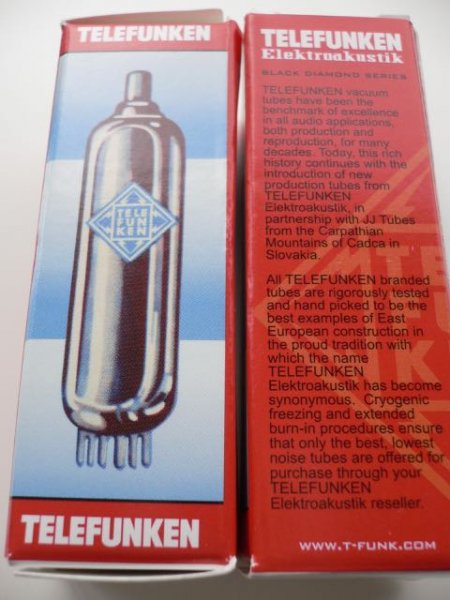 TELEFUNKEN
TELE
FUN
KEN
TELEFUNKEN
TELEFUNKEN
Elektroakustik
BLACK DIAMOND SERIES
TELEFUNKEN vacuum
tubes have been the
benchmark of excellence
in all audio applications,
both production and
reproduction, for many
decades. Today, this rich
history continues with the
introduction of new
production tubes from
TELEFUNKEN
Elektroakustik, in
partnership with JJ Tubes
from the Carpathian
Mountains of Cadca in
Slovakia.
All TELEFUNKEN branded
tubes are rigorously tested
and hand picked to be the
best examples of East
European construction in
the proud tradition with
which the name
TELEFUNKEN
Elektroakustik has become
synonymous. Cryogenic
freezing and extended
burn-in procedures ensure
that only the best, lowest
noise tubes are offered for
purchase through your
TELEFUNKEN
Elektroakustik reseller.
WWW.T-FUNK.COM